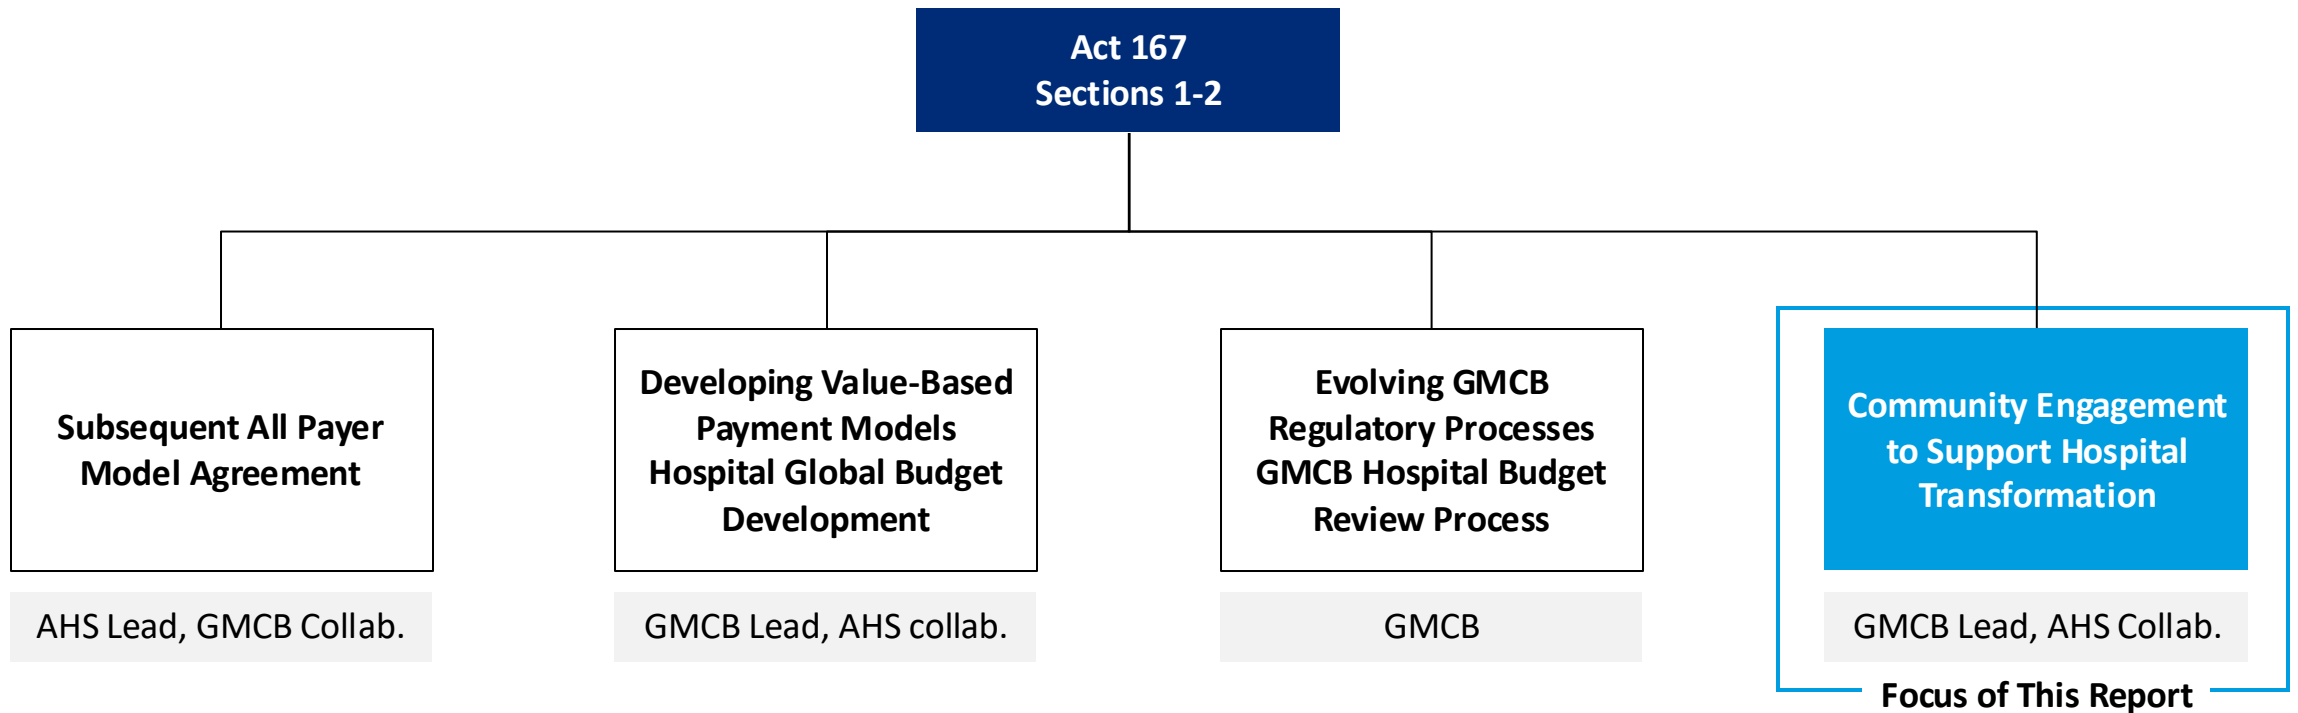 Act 167
Sections 1-2
Subsequent All Payer
Model Agreement
AHS Lead, GMCB Collab.
Developing Value-Based
Payment Models
Hospital Global Budget
Development
GMCB Lead, AHS collab.
Evolving GMCB
Regulatory Processes
GMCB Hospital Budget
Review Process
GMCB
Community Engagement
to Support Hospital
Transformation
GMCB Lead, AHS Collab.
Focus of This Report